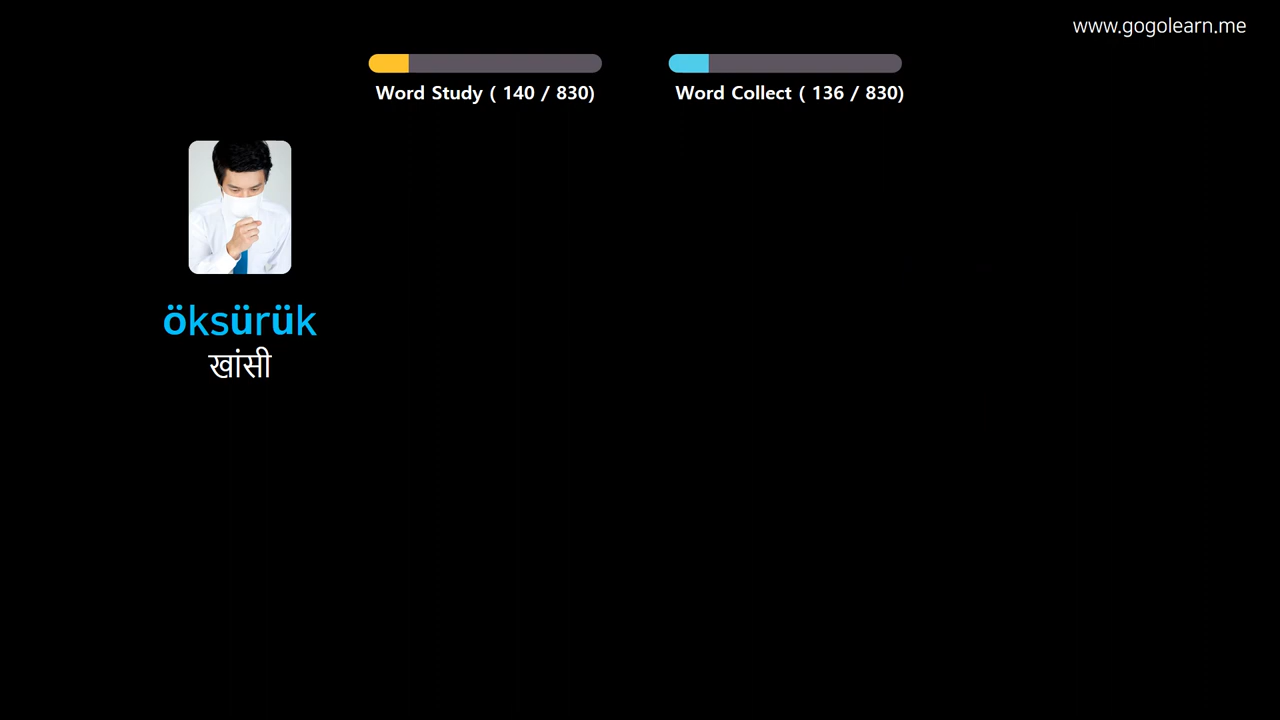 www.gogolearn.me
Word Study ( 140 / 830)
Word Collect ( 136 / 830)
öksürük
खांसी